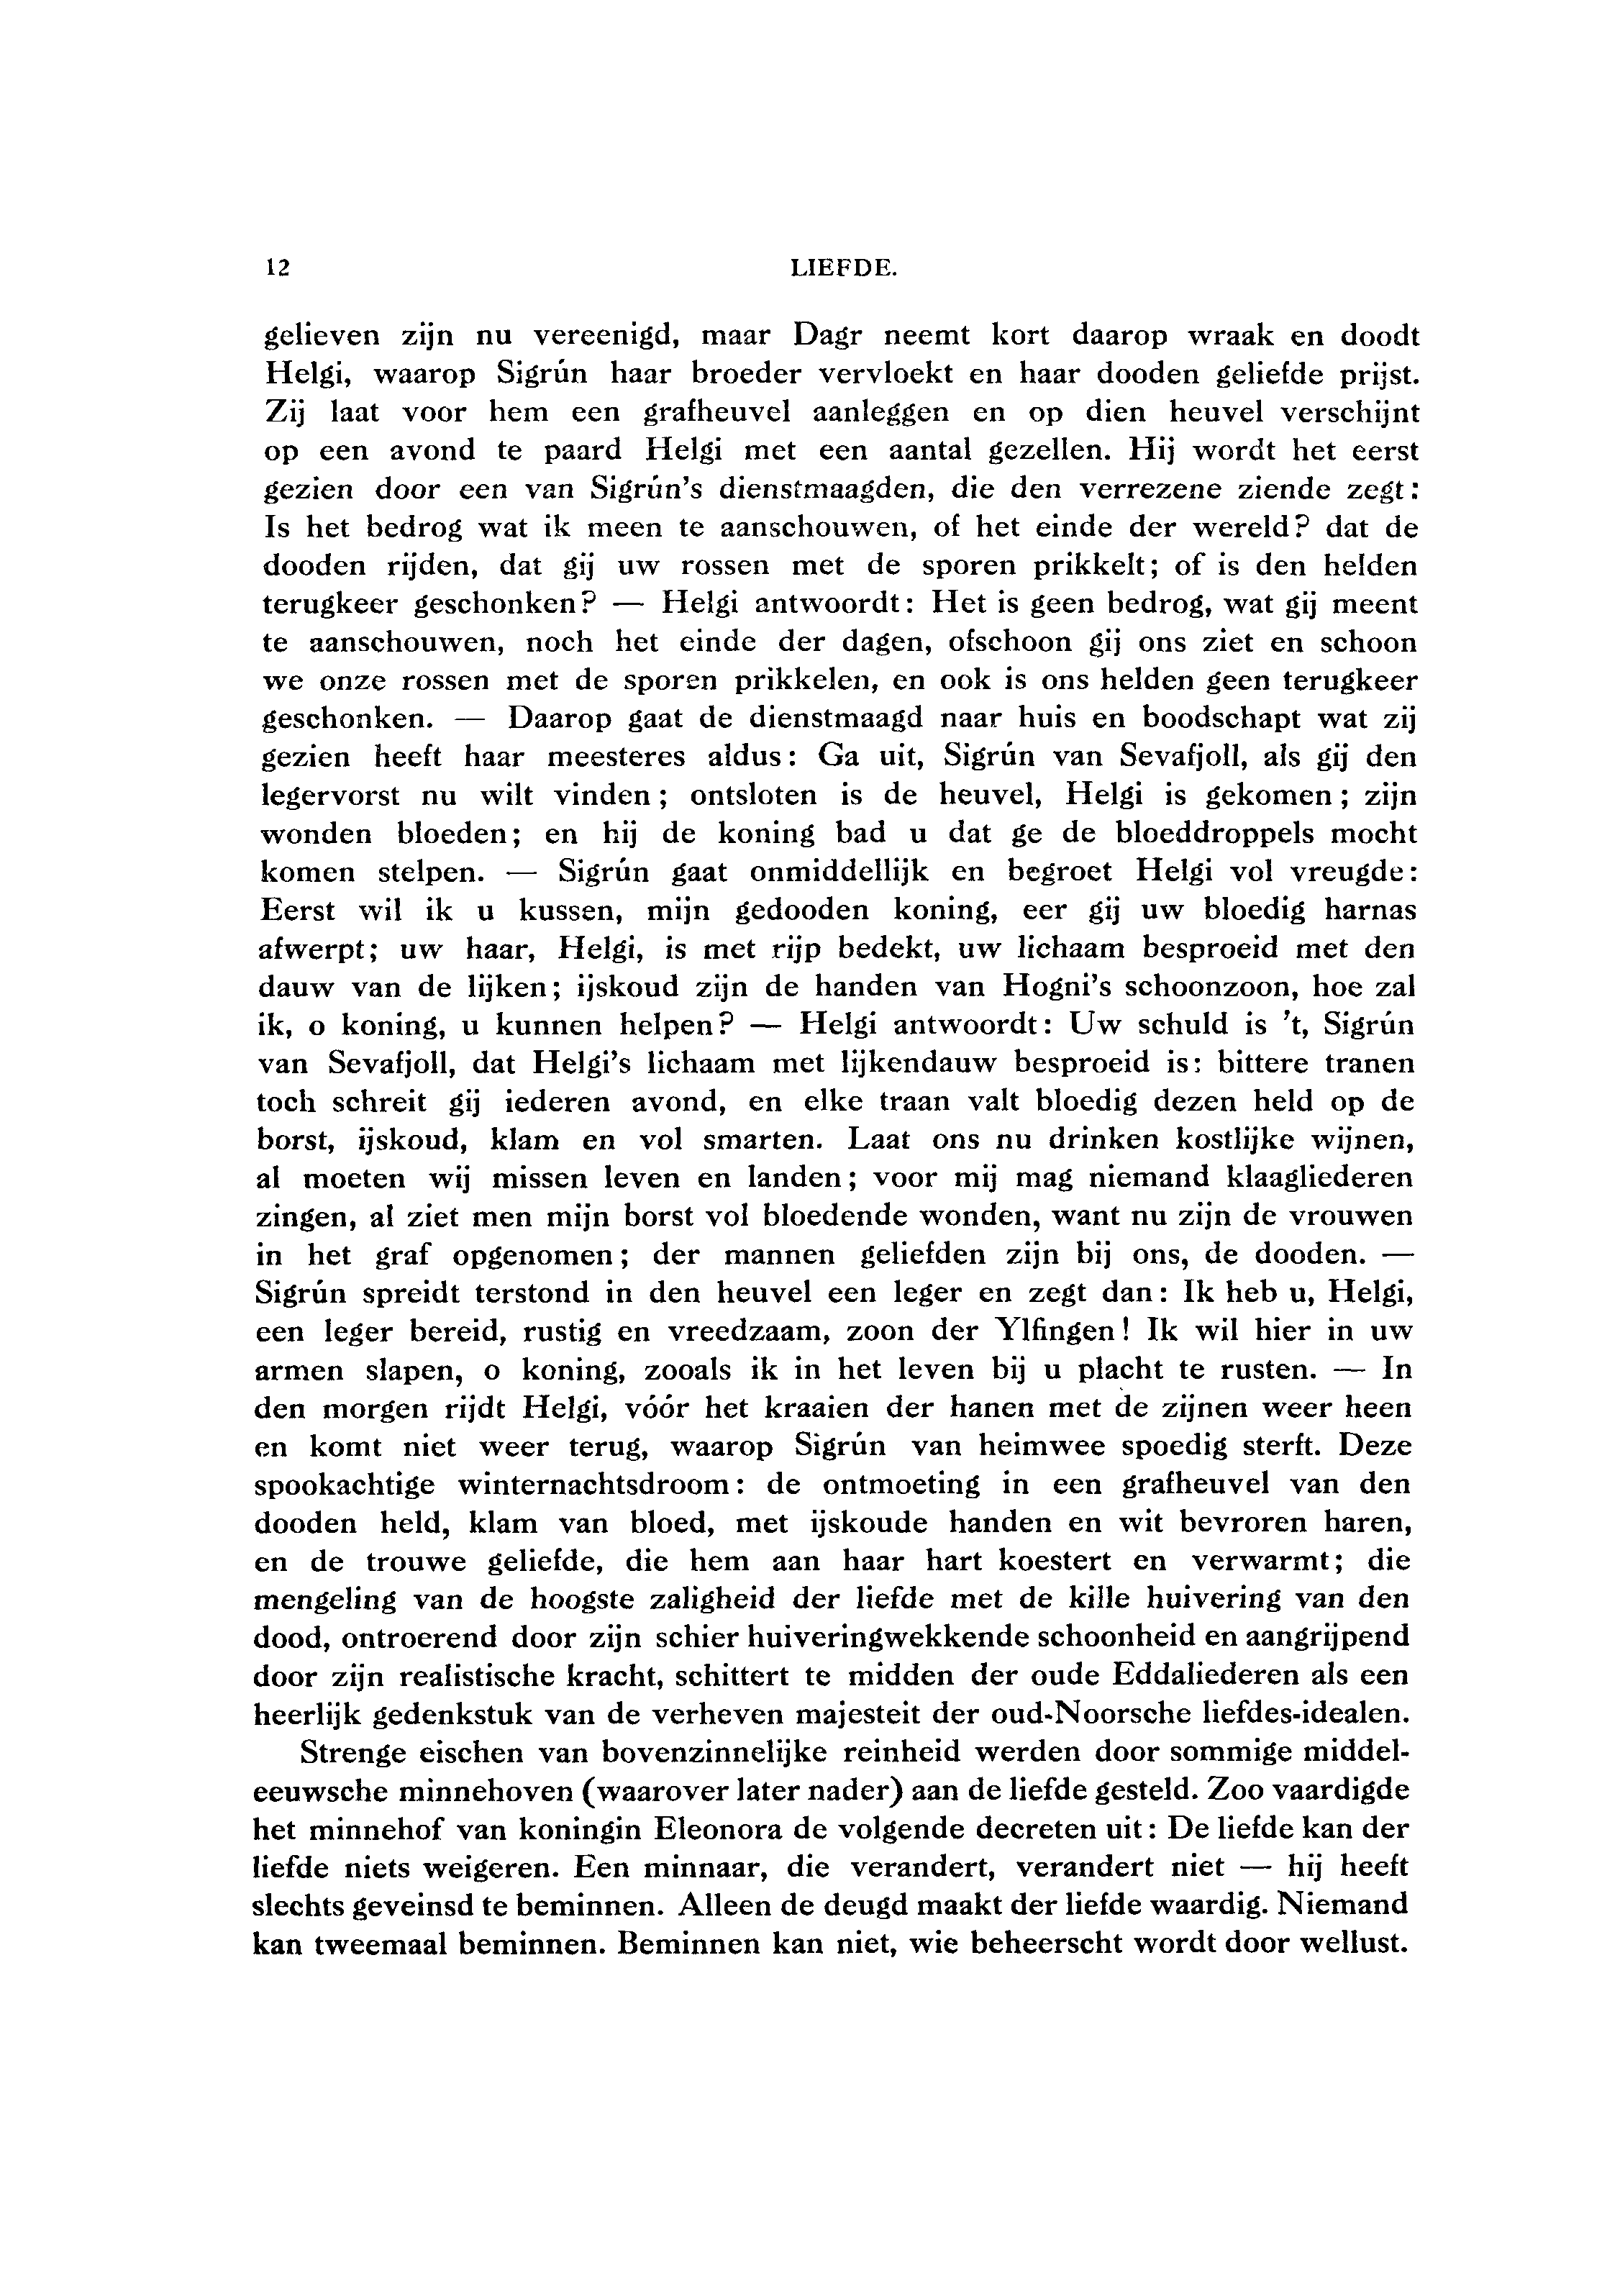 12 LIEFDE.
gelieven zijn nu vereenigd, maar Dagr neemt kort daarop wraak en doodt
Helgi, waarop Sigrún haar broeder vervloekt en haar dooden geliefde prijst.
Zij laat voor hem een grafheuvel aanleggen en op dien heuvel verschijnt
op een avond te paard Helgi met een aantal gezellen. Hij wordt het eerst
gezien door een van Sigrún's dienstmaagden, die den verrezene ziende zegt:
Is het bedrog wat ik meen te aanschouwen, of het einde der wereld? dat de
dooden rijden, dat gij uw rossen met de sporen prikkelt; of is den helden
terugkeer geschonken? — Helgi antwoordt: Het is geen bedrog, wat gij meent
te aanschouwen, noch het einde der dagen, ofschoon gij ons ziet en schoon
we onze rossen met de sporen prikkelen, en ook is ons helden geen terugkeer
geschonken. — Daarop gaat de dienstmaagd naar huis en boodschapt wat zij
gezien heeft haar meesteres aldus: Ga uit, Sigrún van Sevafjoll, als gij den
legervorst nu wilt vinden; ontsloten is de heuvel, Helgi is gekomen; zijn
wonden bloeden; en hij de koning bad u dat ge de bloeddroppels mocht
komen stelpen. — Sigrún gaat onmiddellijk en begroet Helgi vol vreugde:
Eerst wil ik u kussen, mijn gedooden koning, eer gij uw bloedig harnas
afwerpt; uw haar, Helgi, is met rijp bedekt, uw lichaam besproeid met den
dauw van de lijken; ijskoud zijn de handen van Hogni's schoonzoon, hoe zal
ik, o koning, u kunnen helpen? — Helgi antwoordt: Uw schuld is 't, Sigrún
van Sevafjoll, dat Helgi's lichaam met lijkendauw besproeid is: bittere tranen
toch schreit gij iederen avond, en elke traan valt bloedig dezen held op de
borst, ijskoud, klam en vol smarten. Laat ons nu drinken kostlijke wijnen,
al moeten wij missen leven en landen; voor mij mag niemand klaagliederen
zingen, al ziet men mijn borst vol bloedende wonden, want nu zijn de vrouwen
in het graf opgenomen; der mannen geliefden zijn bij ons, de dooden. —
Sigrún spreidt terstond in den heuvel een leger en zegt dan: Ik heb u, Helgi,
een leger bereid, rustig en vreedzaam, zoon der Ylfingen! Ik wil hier in uw
armen slapen, o koning, zooals ik in het leven bij u placht te rusten. — In
den morgen rijdt Helgi, vóór het kraaien der hanen met de zijnen weer heen
en komt niet weer terug, waarop Sigrún van heimwee spoedig sterft. Deze
spookachtige winternachtsdroom: de ontmoeting in een grafheuvel van den
dooden held, klam van bloed, met ijskoude handen en wit bevroren haren,
en de trouwe geliefde, die hem aan haar hart koestert en verwarmt; die
mengeling van de hoogste zaligheid der liefde met de kille huivering van den
dood, ontroerend door zijn schier huiveringwekkende schoonheid en aangrijpend
door zijn realistische kracht, schittert te midden der oude Eddaliederen als een
heerlijk gedenkstuk van de verheven majesteit der oud-Noorsche liefdes-idealen.
Strenge eischen van bovenzinnelijke reinheid werden door sommige middel-
eeuwsche minnehoven (waarover later nader) aan de liefde gesteld. Zoo vaardigde
het minnehof van koningin Eleonora de volgende decreten uit: De liefde kan der
liefde niets weigeren. Een minnaar, die verandert, verandert niet — hij heeft
slechts geveinsd te beminnen. Alleen de deugd maakt der liefde waardig. Niemand
kan tweemaal beminnen. Beminnen kan niet, wie beheerscht wordt door wellust.